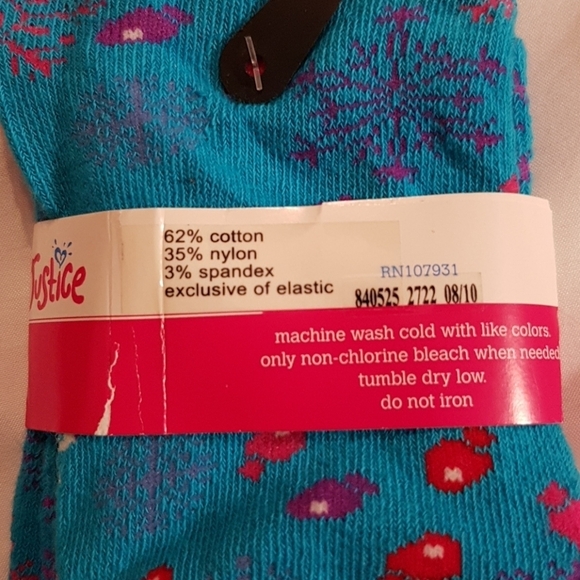 Justice
62% cotton
35% nylon
3% spandex
exclusive of elastic
RN107931
840525 2722 08/10
machine wash cold with like colors.
only non-chlorine bleach when needed
tumble dry low.
do not iron